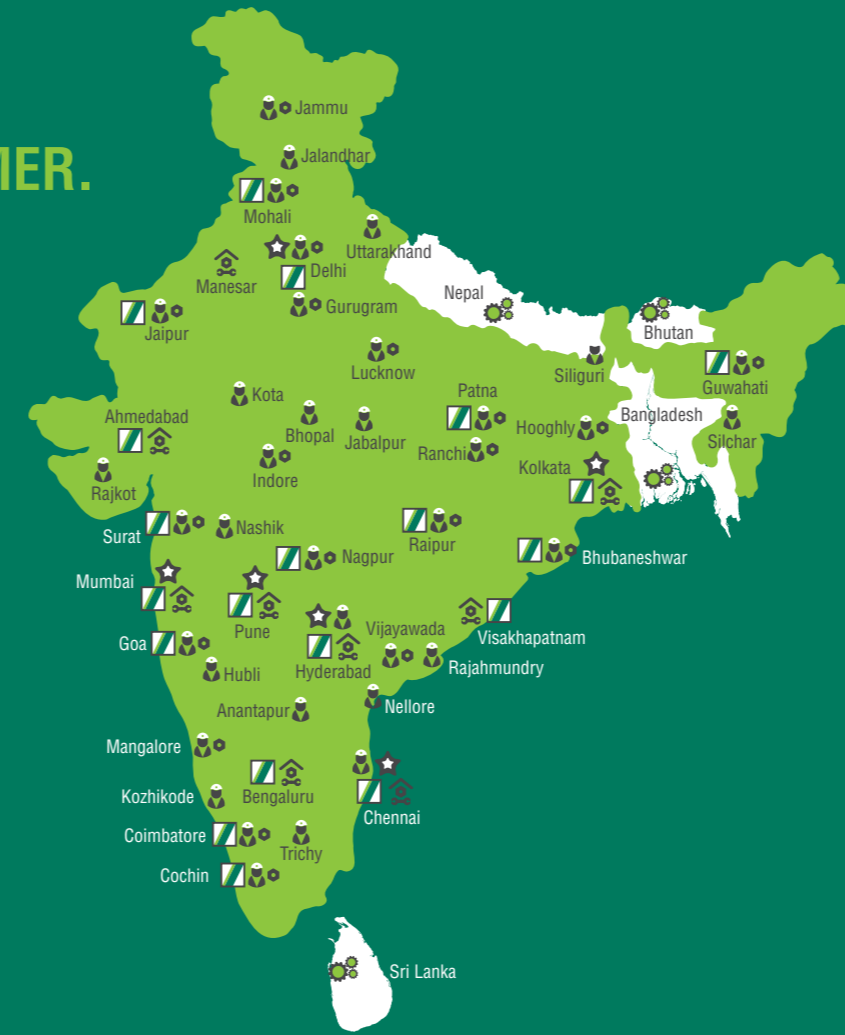 MER.
Jammu
Jalandhar
Mohali
Uttarakhand
Delhi
Manesar
Gurugram
Nepal
Jaipur
Bhutan
Lucknow
Siliguri
Guwahati
Patna
Kota
Ahmedabad
Bhopal
Jabalpur
Bangladesh
Hooghly
Silchar
Ranchi
Indore
Kolkata
Rajkot
Surat
Nashik
Raipur
Nagpur
Bhubaneshwar
Mumbai
Pune
Vijayawada
Visakhapatnam
Goa
Hyderabad
Rajahmundry
Hubli
Anantapur
Nellore
Mangalore
Kozhikode
Bengaluru
Chennai
Coimbatore
Trichy
Cochin
Sri Lanka